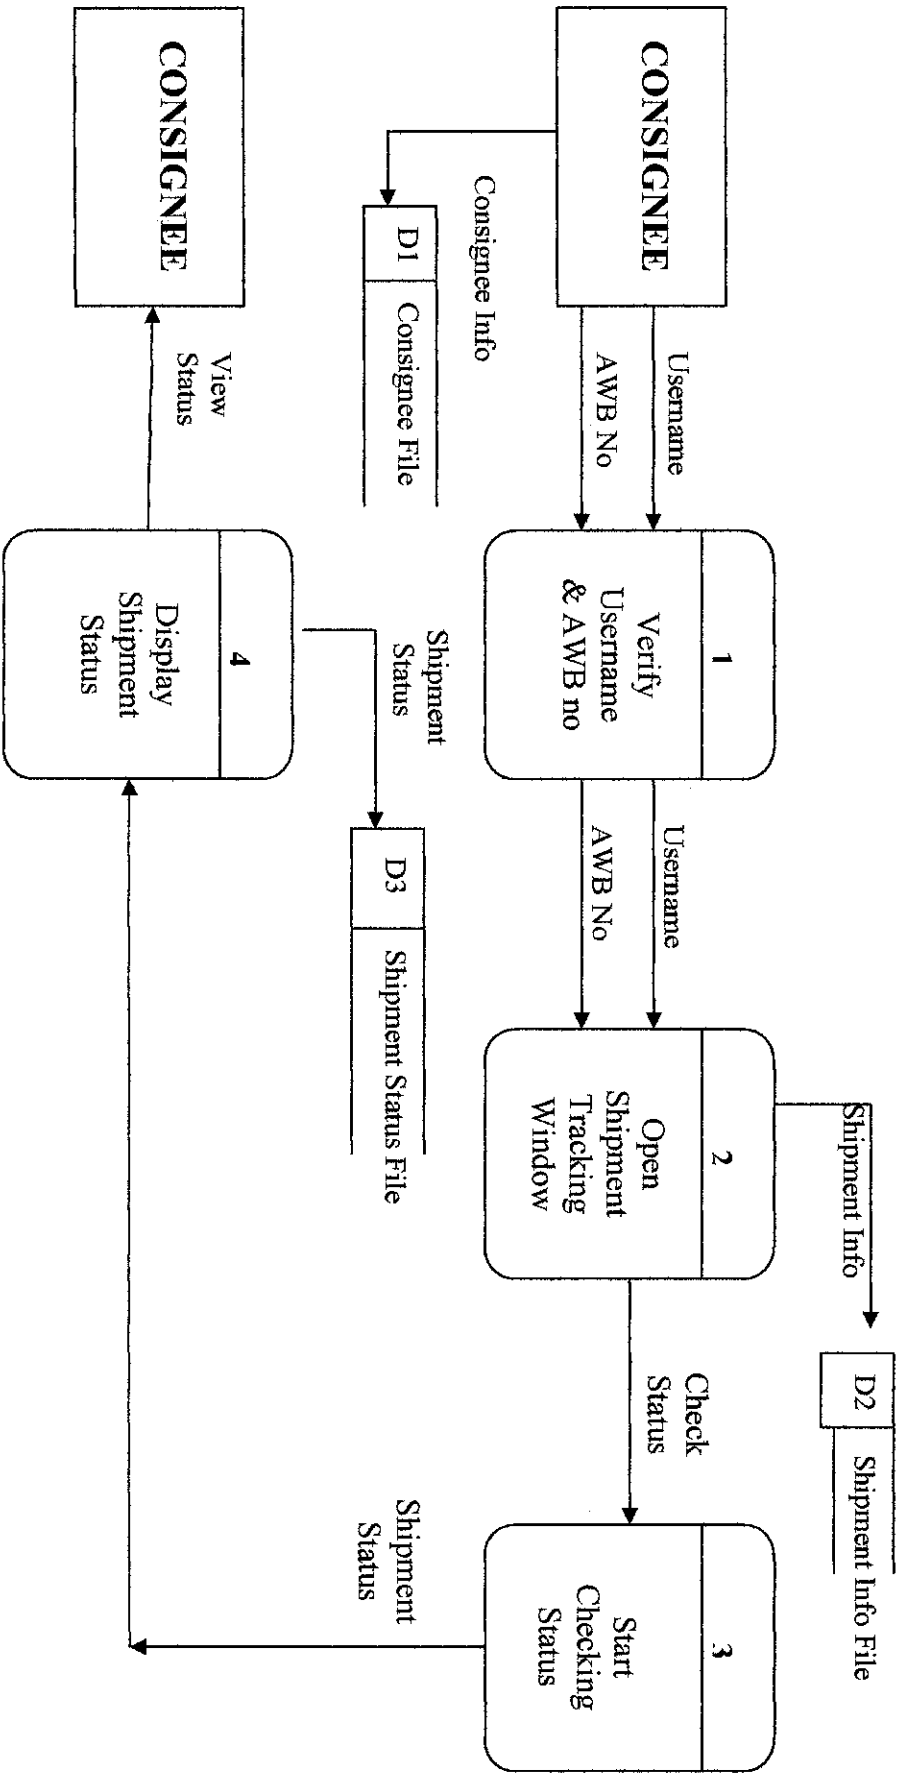 Shipment Info
D2
Shipment Info File
CONSIGNEE
Username
AWB No
1
Verify
Username
& AWB no
Username
AWB No
2
Open
Shipment
Tracking
Window
Check
Status
3
Start
Checking
Status
Consignee Info
D1
Consignee File
Shipment
Status
D3
Shipment Status File
Shipment
Status
CONSIGNEE
View
Status
4
Display
Shipment
Status